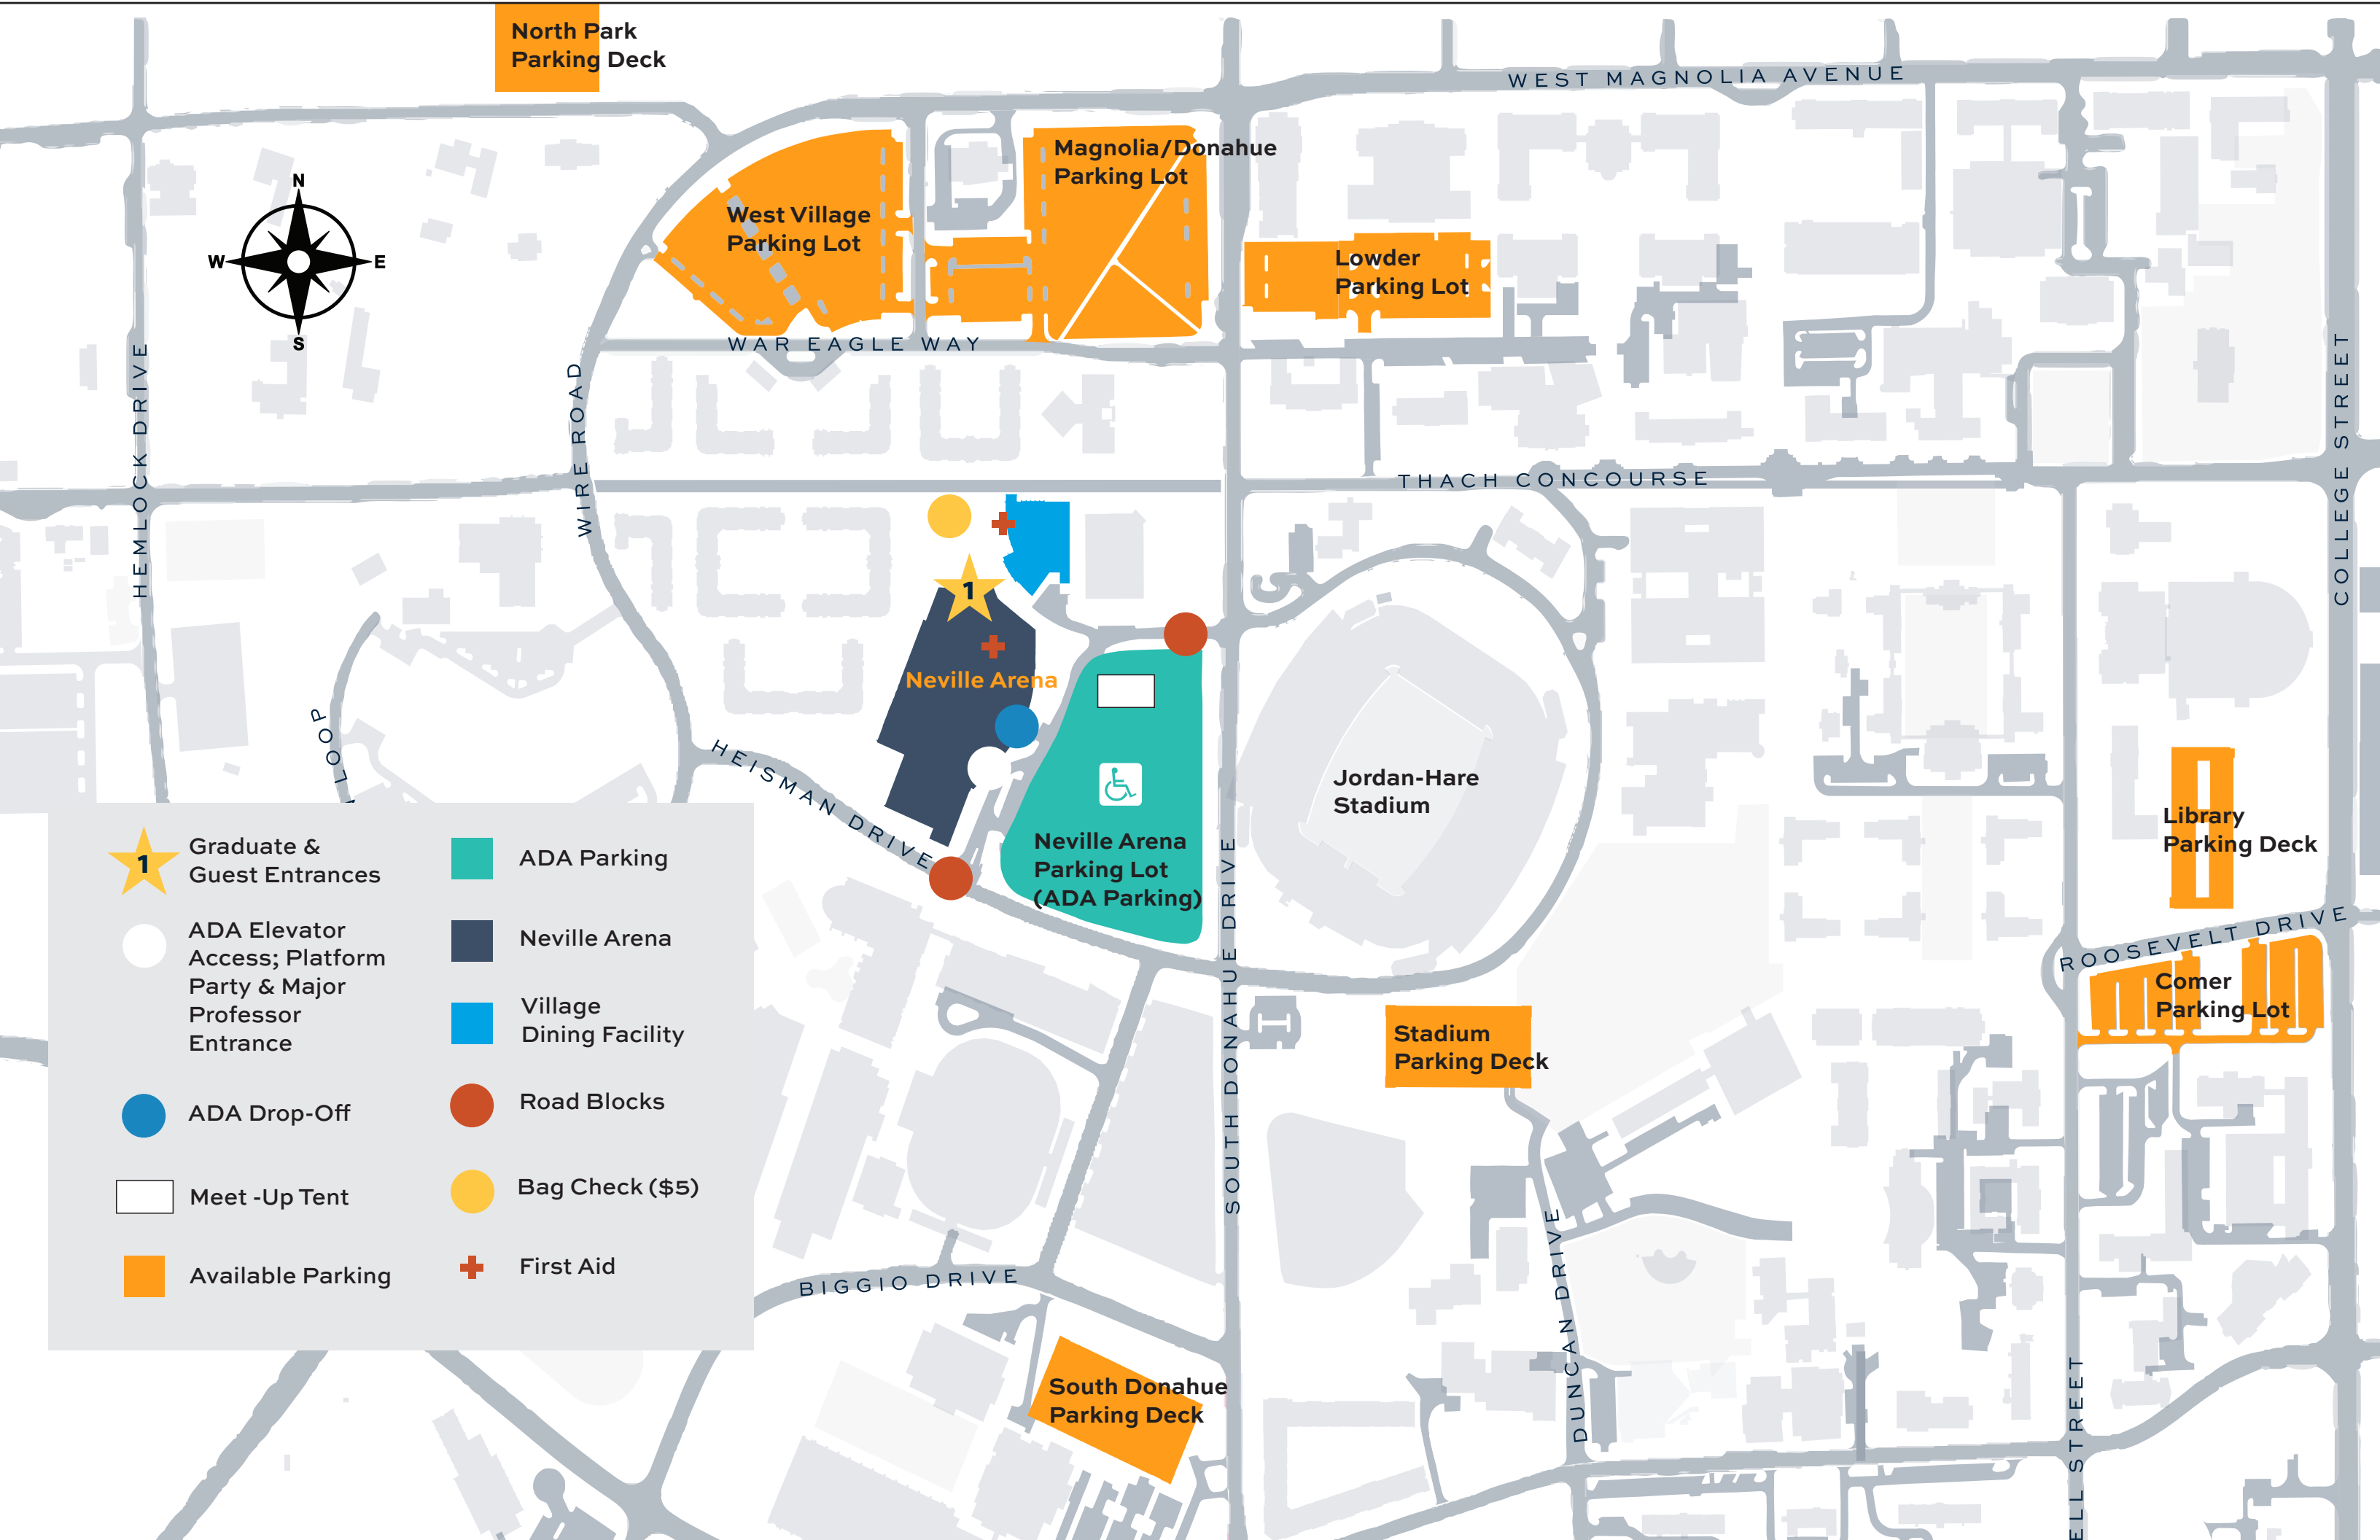 North Park
Parking Deck
WEST MAGNOLIA AVENUE
Magnolia/Donahue
Parking Lot
West Village
Parking Lot
Lowder
Parking Lot
N
W
E
S
WAR EAGLE WAY
HEMLOCK DRIVE
WIRE ROAD
COLLEGE STREET
THACH CONCOURSE
1
Neville Arena
LOOP
HEISMAN DRIVE
Jordan-Hare
Stadium
Neville Arena
Parking Lot
(ADA Parking)
SOUTH DONAHUE DRIVE
Library
Parking Deck
ROOSEVELT DRIVE
Comer
Parking Lot
Stadium
Parking Deck
1
Graduate &
Guest Entrances
ADA Elevator
Access; Platform
Party & Major
Professor
Entrance
ADA Drop-Off
Meet -Up Tent
Available Parking
ADA Parking
Neville Arena
Village
Dining Facility
Road Blocks
Bag Check ($5)
First Aid
BIGGIO DRIVE
DUNCAN DRIVE
South Donahue
Parking Deck
ELL STREET